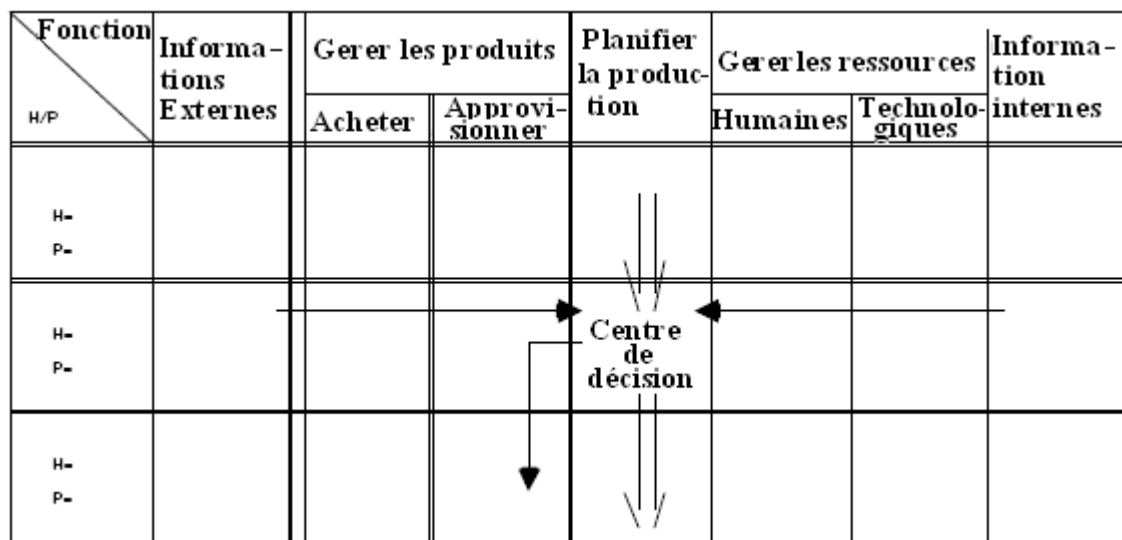 Fonction
H/P
Informa-
tions
Externes
Gerer les produits
Acheter
Approvi-
sionner
Planifier
la produc-
tion
Gerer les ressources
Humaines
Technolo-
giques
Informa-
tion
internes
H=
P=
H=
P=
Centre
de
décision
H=
P=